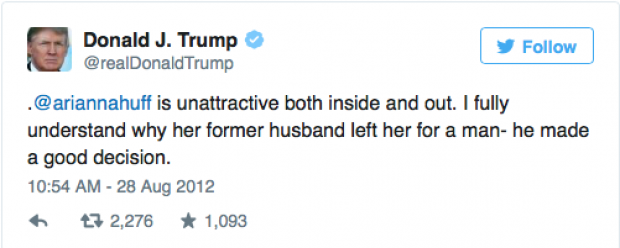 Donald J. Trump
Follow
@realDonaldTrump
.@ariannahuff is unattractive both inside and out. I fully
understand why her former husband left her for a man- he made
a good decision.
10:54 AM - 28 Aug 2012
2,276 1,093